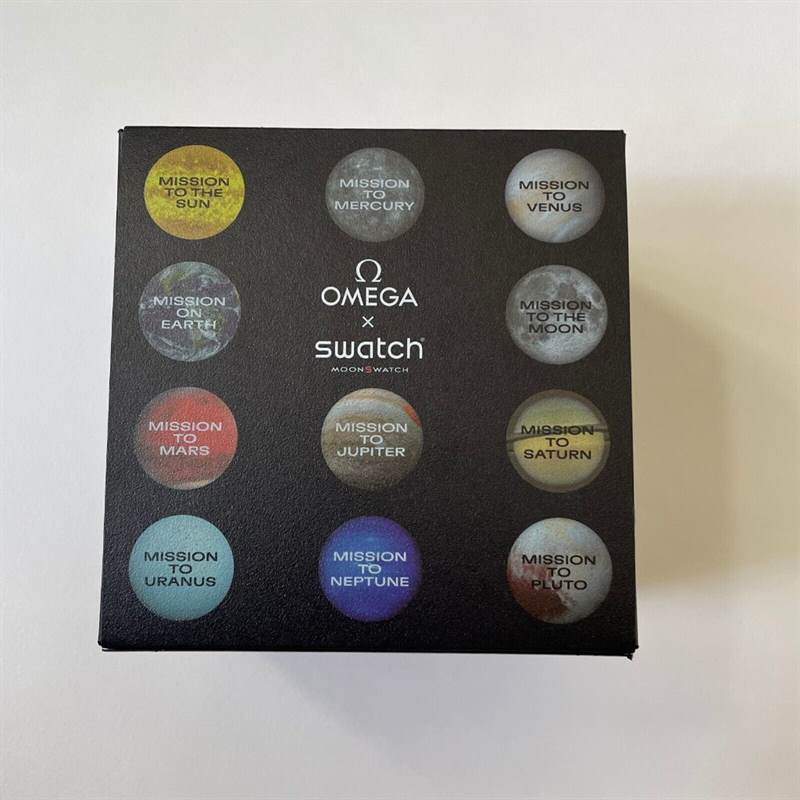 MISSION
TO THE
SUN
MISSION
TO
MERCURY
MISSION
TO
VENUS
MISSION
ON
EARTH
Ω
OMEGA
×
swatch®
MOONSWATCH
MISSION
TO THE
MOON
MISSION
TO
MARS
MISSION
TO
JUPITER
MISSION
TO
SATURN
MISSION
TO
URANUS
MISSION
TO
NEPTUNE
MISSION
TO
PLUTO